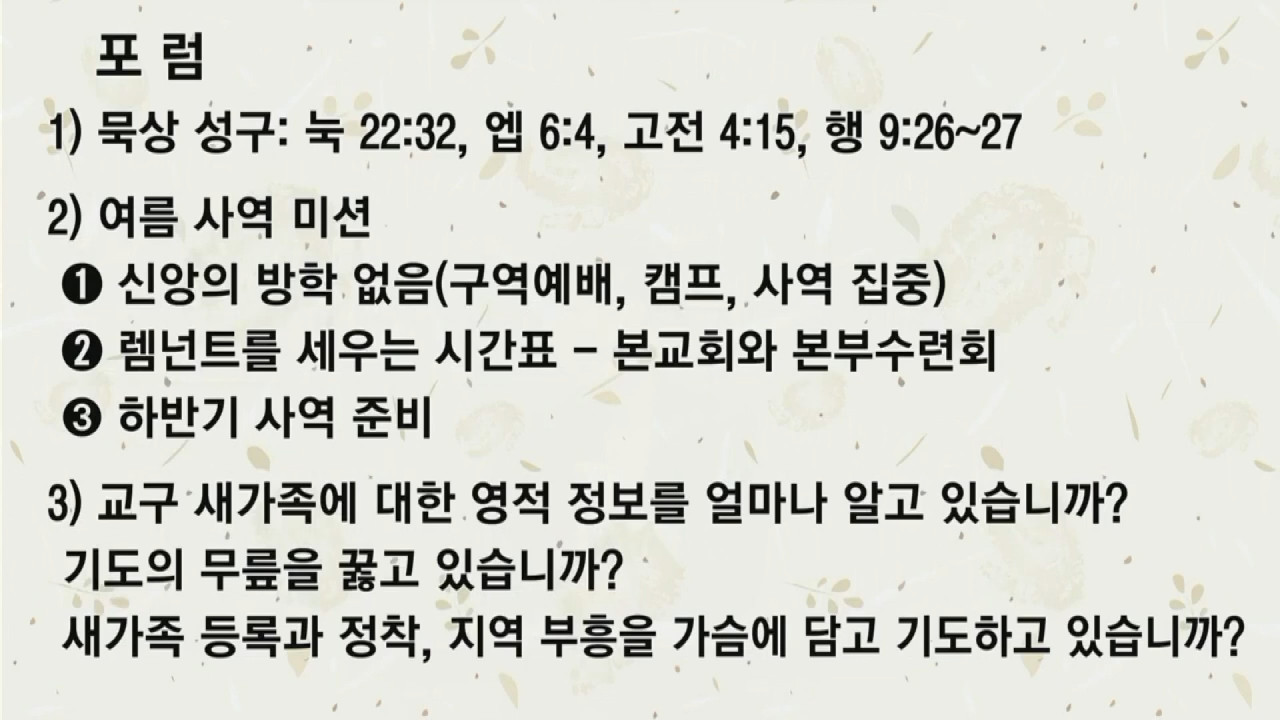 포 럼
1) 묵상 성구: 눅 22:32, 엡 6:4, 고전 4:15, 행 9:26~27
2) 여름 사역 미션
❶ 신앙의 방학 없음(구역예배, 캠프, 사역 집중)
❷ 렘넌트를 세우는 시간표 – 본교회와 본부수련회
❸ 하반기 사역 준비
3) 교구 새가족에 대한 영적 정보를 얼마나 알고 있습니까?
기도의 무릎을 꿇고 있습니까?
새가족 등록과 정착, 지역 부흥을 가슴에 담고 기도하고 있습니까?